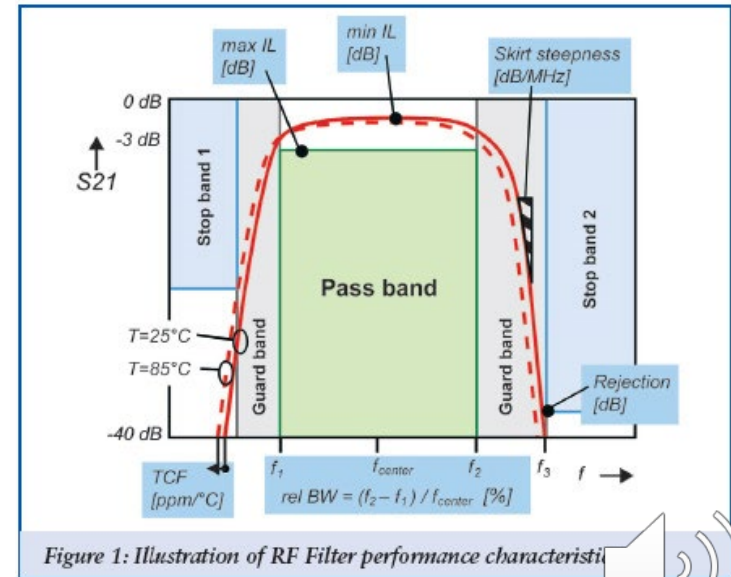 max IL
[dB]
min IL
[dB]
Skirt steepness
[dB/MHz]
0 dB
-3 dB
S21
Stop band 1
Pass band
Stop band 2
T=25°C
T=85°C
Guard band
Guard band
Rejection
[dB]
-40 dB
TCF
[ppm/°C]
f1
fcenter
f2
f3
f
rel BW = (f2 – f1) / fcenter [%]
Figure 1: Illustration of RF Filter performance